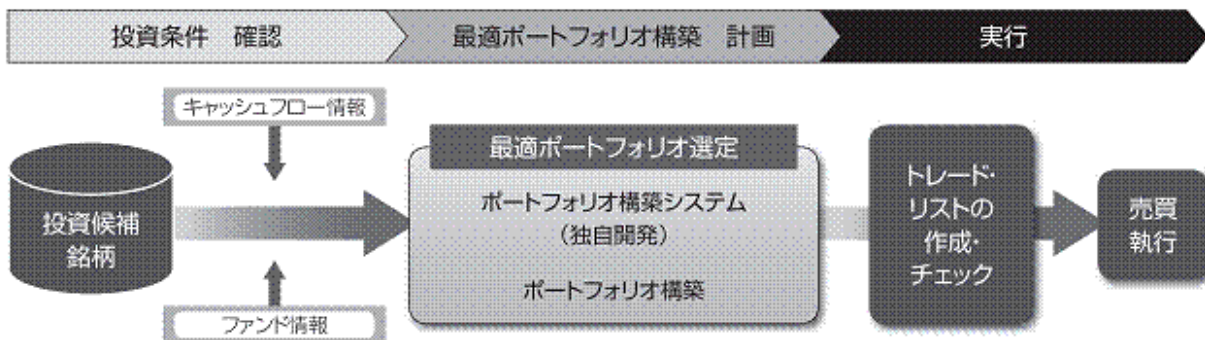 投資条件　確認
最適ポートフォリオ構築　計画
実行
キャッシュフロー情報
投資候補
銘柄
ファンド情報
最適ポートフォリオ選定
ポートフォリオ構築システム
（独自開発）
ポートフォリオ構築
トレード・
リストの
作成・
チェック
売買
執行